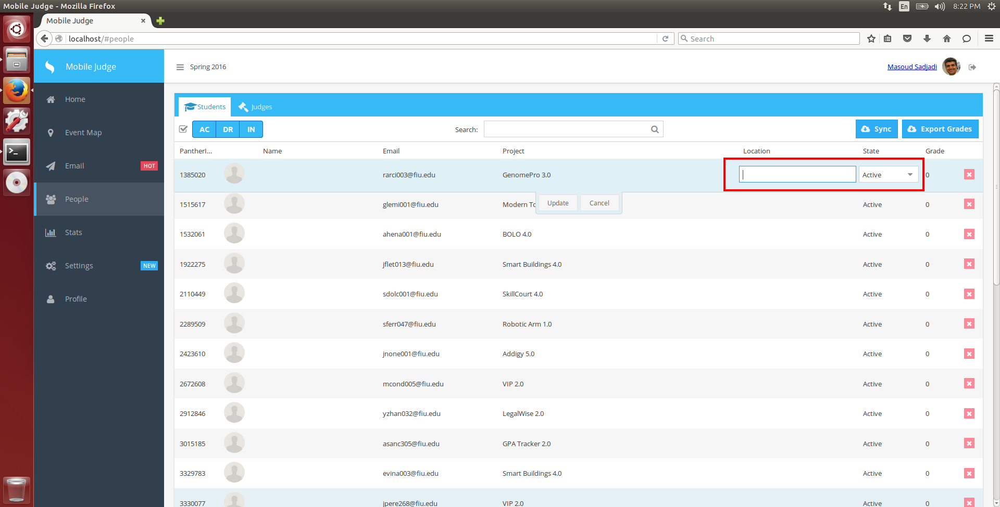 Mobile Judge - Mozilla Firefox
En
8:22 PM
Mobile Judge
localhost/#people
Search
Mobile Judge
Spring 2016
Masoud Sadjadi
Home
Event Map
Email HOT
People
Stats
Settings NEW
Profile
Students Judges
AC DR IN
Search:
Sync
Export Grades
PantherI... Name Email Project Location State Grade
1385020 rarci003@fiu.edu GenomePro 3.0 Active 0
Update Cancel
1515617 glemi001@fiu.edu Modern Active 0
1532061 ahena001@fiu.edu BOLO 4.0 Active 0
1922275 jflet013@fiu.edu Smart Buildings 4.0 Active 0
2110449 sdolc001@fiu.edu SkillCourt 4.0 Active 0
2289509 sferr047@fiu.edu Robotic Arm 1.0 Active 0
2423610 jnone001@fiu.edu Addigy 5.0 Active 0
2672608 mcond005@fiu.edu VIP 2.0 Active 0
2912846 yzhan032@fiu.edu LegalWise 2.0 Active 0
3015185 asanc305@fiu.edu GPA Tracker 2.0 Active 0
3329783 evina003@fiu.edu Smart Buildings 4.0 Active 0
3330077 jpere268@fiu.edu VIP 2.0 Active 0